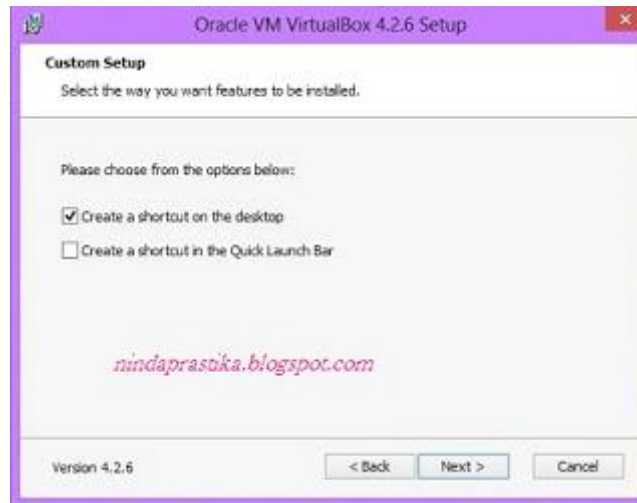 Oracle VM VirtualBox 4.2.6 Setup
Custom Setup
Select the way you want features to be installed.
Please choose from the options below:
Create a shortcut on the desktop
Create a shortcut in the Quick Launch Bar
nindaprastika.blogspot.com
Version 4.2.6
< Back Next > Cancel